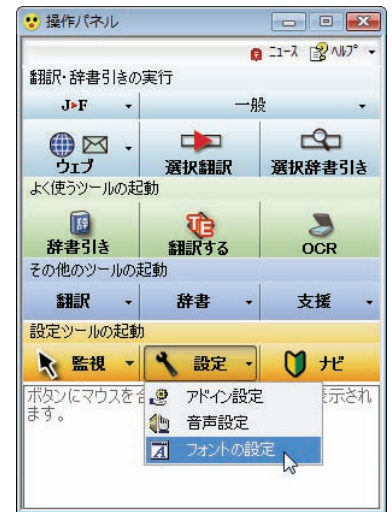 操作パネル
ニュース ヘルプ
翻訳・辞書引きの実行
J▶F 一般
ウェブ 選択翻訳 選択辞書引き
よく使うツールの起動
辞書引き 翻訳する OCR
その他のツールの起動
翻訳 辞書 支援
設定ツールの起動
監視 設定 ナビ
ボタンにマウスを 表示され
ます。
アドイン設定
音声設定
フォントの設定